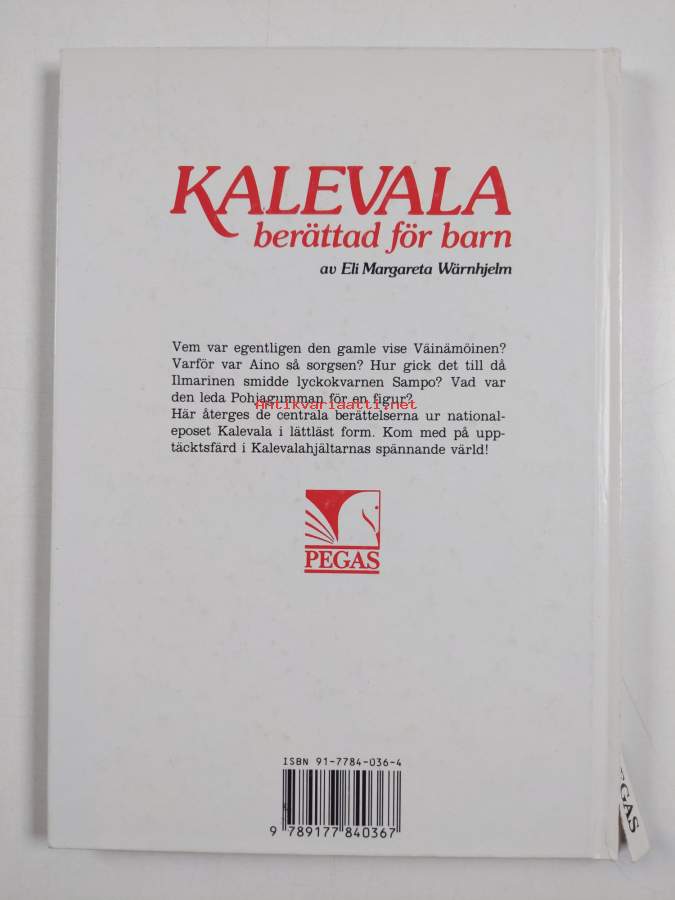 KALEVALA
berättad för barn
av Eli Margareta Wärnhjelm
Vem var egentligen den gamle vise Väinämöinen?
Varför var Aino så sorgsen? Hur gick det till då
Ilmarinen smidde lyckokvarnen Sampo? Vad var
den leda Pohjagumman för en figur?
antikvariaatti.net
Här återges de centrala berättelserna ur national-
eposet Kalevala i lättläst form. Kom med på upp-
täcktsfärd i Kalevalahjältarnas spännande värld!
PEGAS
ISBN 91-7784-036-4
9 789177 840367
EGAS